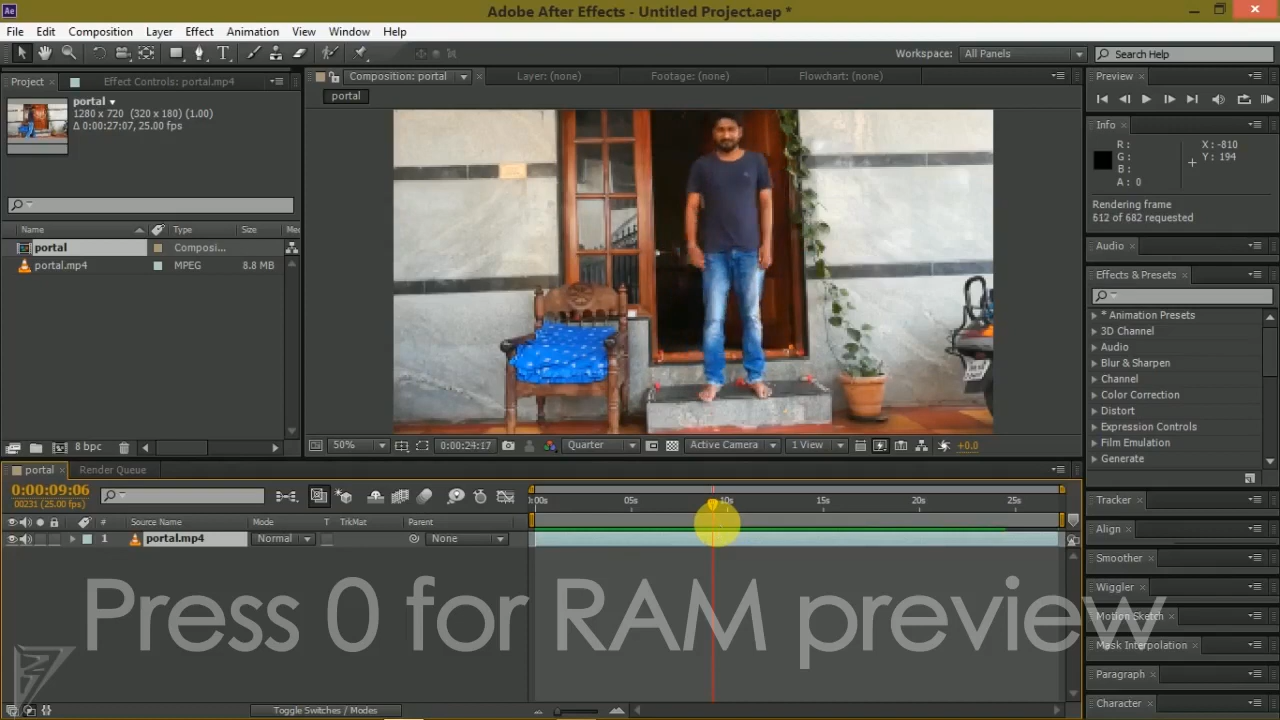 Adobe After Effects - Untitled Project.aep *
File Edit Composition Layer Effect Animation View Window Help
Workspace: All Panels
Search Help
Project
Effect Controls: portal.mp4
portal
1280 x 720 (320 x 180) (1.00)
Δ 0:00:27:07, 25.00 fps
Name Type Size Me
portal Composi...
portal.mp4 MPEG 8.8 MB
8 bpc
Composition: portal
Layer: (none)
Footage: (none)
Flowchart: (none)
portal
50%
0:00:24:17
Quarter
Active Camera
1 View
+0.0
Preview
Info
R :
G :
B :
A : 0
X : -810
Y : 194
Rendering frame
612 of 682 requested
Audio
Effects & Presets
* Animation Presets
3D Channel
Audio
Blur & Sharpen
Channel
Color Correction
Distort
Expression Controls
Film Emulation
Generate
Tracker
Align
Smoother
Wiggler
Motion Sketch
Mask Interpolation
Paragraph
Character
portal
Render Queue
0:00:09:06
00231 (25.00 fps)
:00s 05s 10s 15s 20s 25s
# Source Name Mode T TrkMat Parent
1 portal.mp4 Normal None
Press 0 for RAM preview
Toggle Switches / Modes